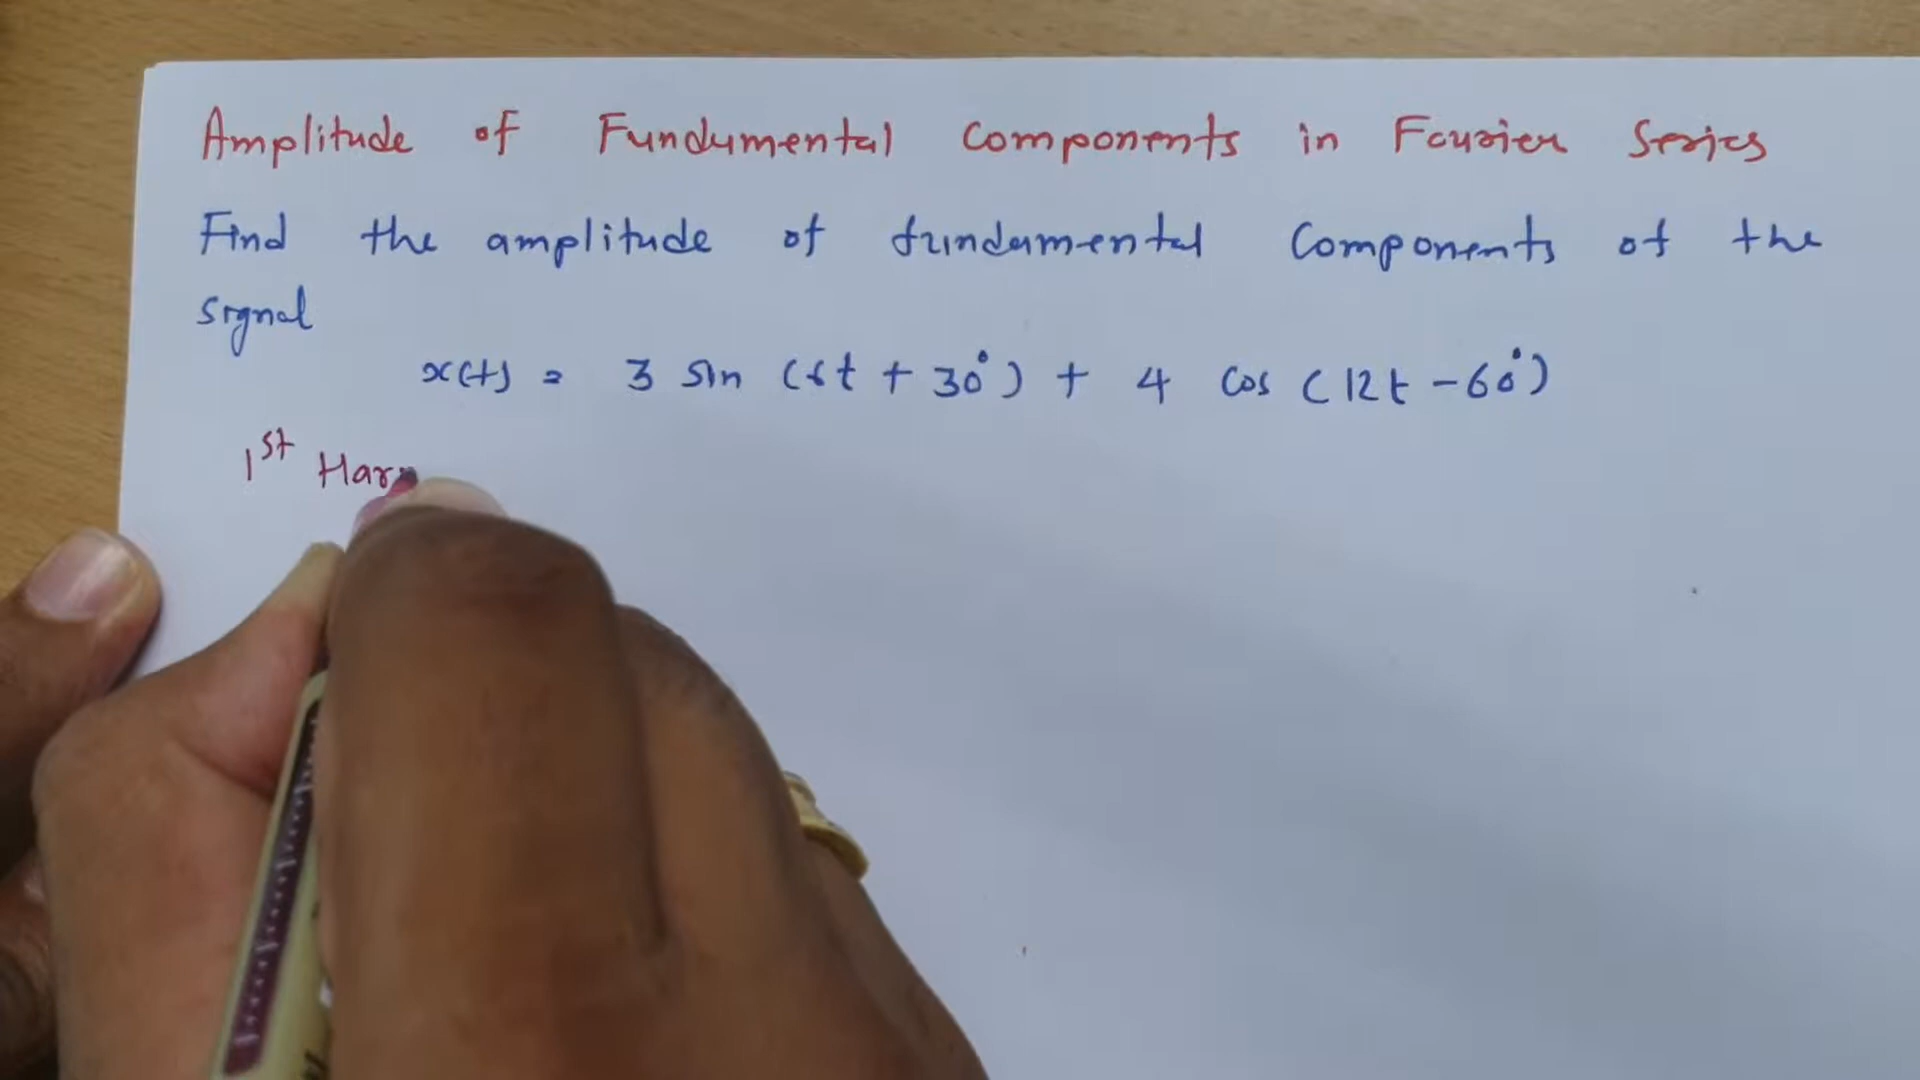 Amplitude of Fundumental Components in Fourier Series
Find the amplitude of fundamental Components of the
signal
x(t) = 3 sin (6t + 30°) + 4 cos (12t - 60°)
1st Harm